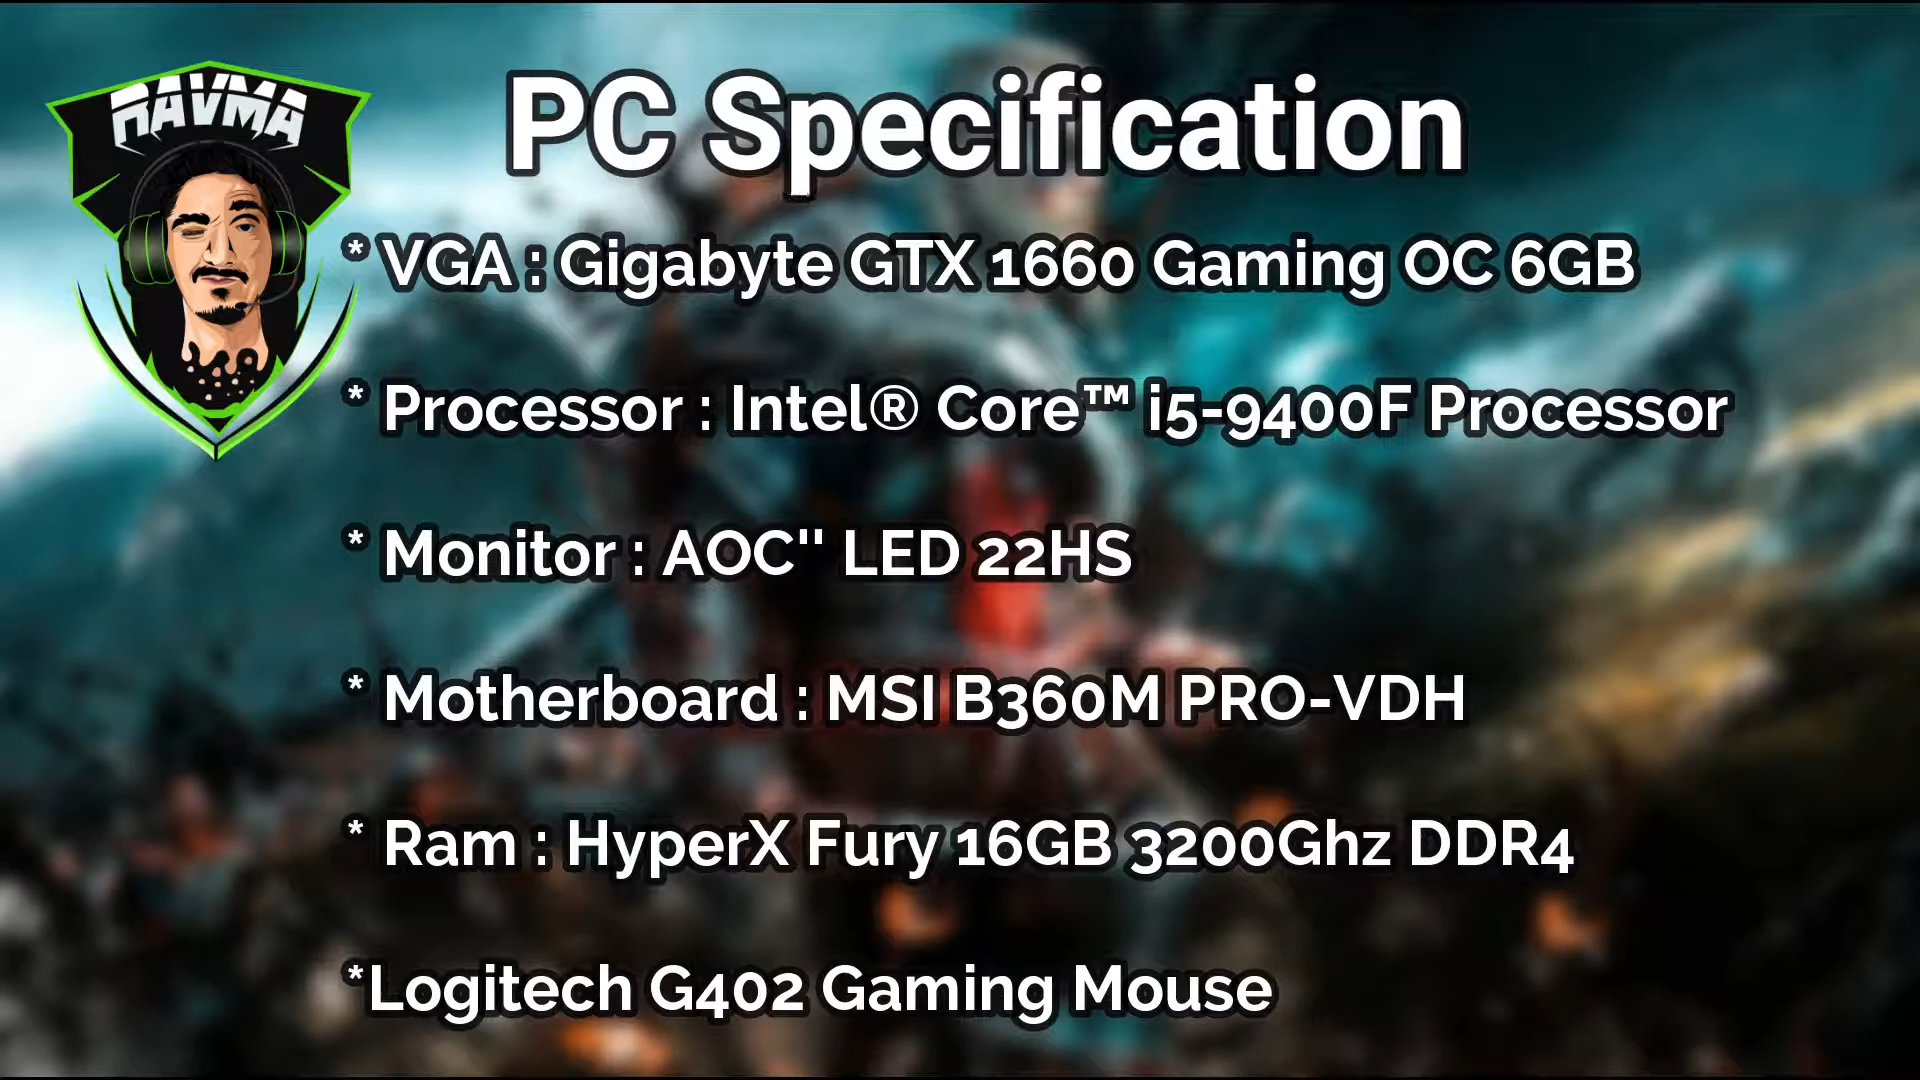 RAVMA
PC Specification
* VGA : Gigabyte GTX 1660 Gaming OC 6GB
* Processor : Intel® Core™ i5-9400F Processor
* Monitor : AOC'' LED 22HS
* Motherboard : MSI B360M PRO-VDH
* Ram : HyperX Fury 16GB 3200Ghz DDR4
*Logitech G402 Gaming Mouse